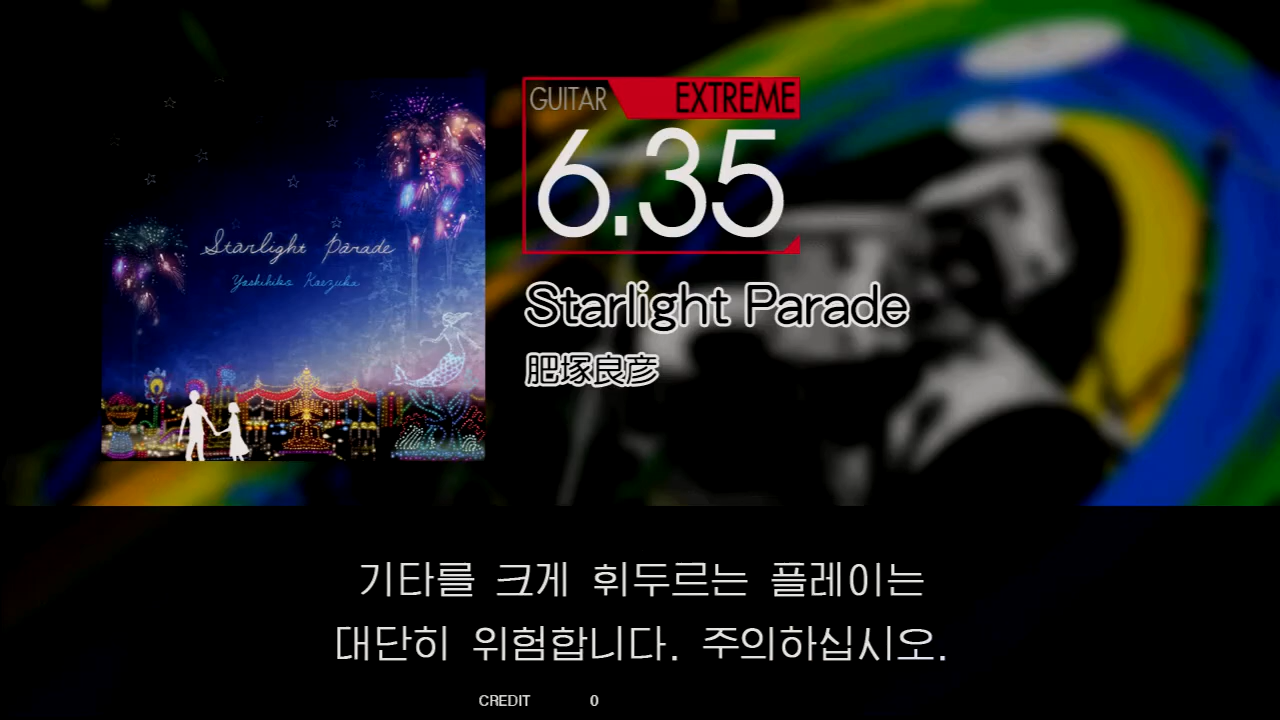 Starlight Parade
Yoshihiko Koezuka
GUITAR EXTREME
6.35
Starlight Parade
肥塚良彦
기타를 크게 휘두르는 플레이는
대단히 위험합니다. 주의하십시오.
CREDIT 0